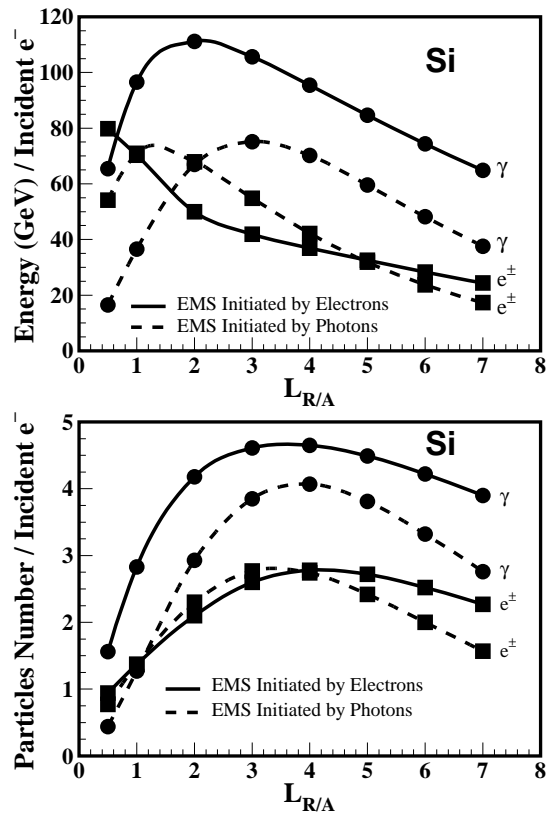 Energy (GeV) / Incident e⁻
120
100
80
60
40
20
0
Si
γ
γ
e±
e±
EMS Initiated by Electrons
EMS Initiated by Photons
0 1 2 3 4 5 6 7 8
L_R/A
Particles Number / Incident e⁻
5
4
3
2
1
0
Si
γ
γ
e±
e±
EMS Initiated by Electrons
EMS Initiated by Photons
0 1 2 3 4 5 6 7 8
L_R/A